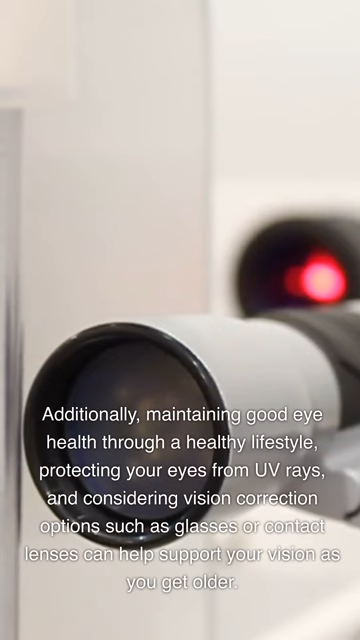 Additionally, maintaining good eye
health through a healthy lifestyle,
protecting your eyes from UV rays,
and considering vision correction
options such as glasses or contact
lenses can help support your vision as
you get older.